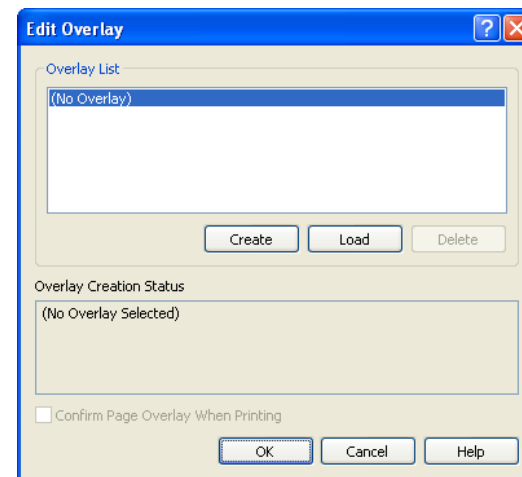 Edit Overlay
Overlay List
(No Overlay)
Create Load Delete
Overlay Creation Status
(No Overlay Selected)
Confirm Page Overlay When Printing
OK Cancel Help